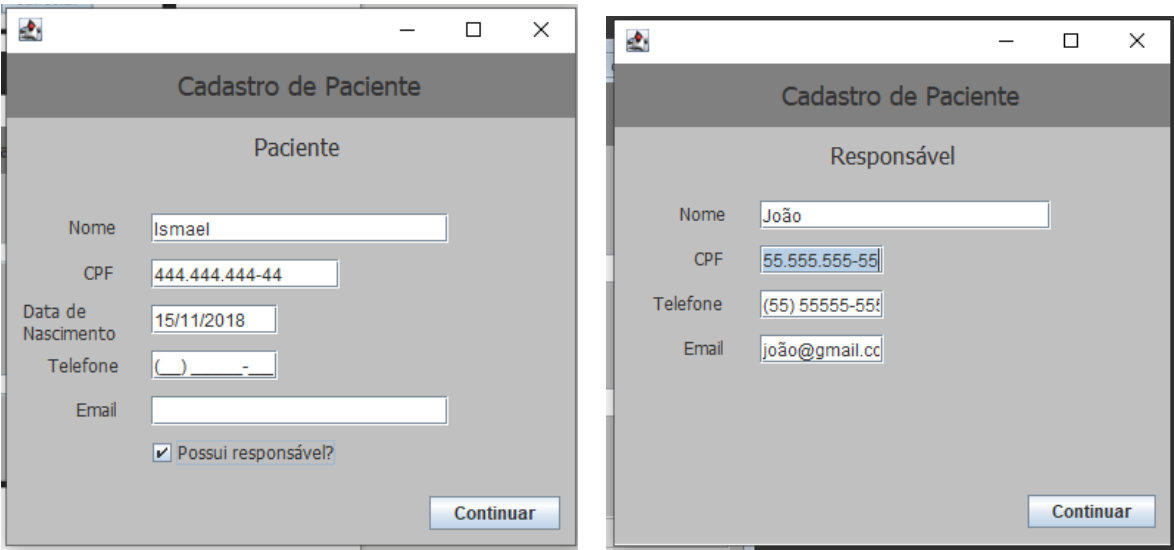 Cadastro de Paciente
Paciente
Nome Ismael
CPF 444.444.444-44
Data de
Nascimento 15/11/2018
Telefone (__) _____-___
Email
Possui responsável?
Continuar
Cadastro de Paciente
Responsável
Nome João
CPF 55.555.555-55
Telefone (55) 55555-555
Email joão@gmail.co
Continuar